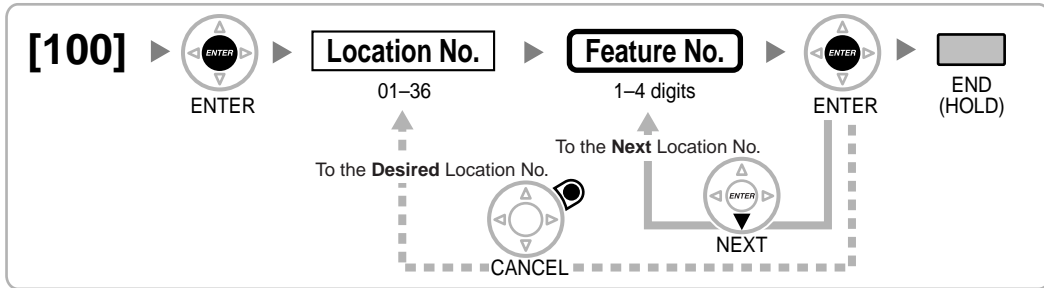 [100] ENTER Location No. Feature No. ENTER
ENTER 01–36 1–4 digits ENTER END
(HOLD)
To the Next Location No.
To the Desired Location No.
ENTER
NEXT
CANCEL